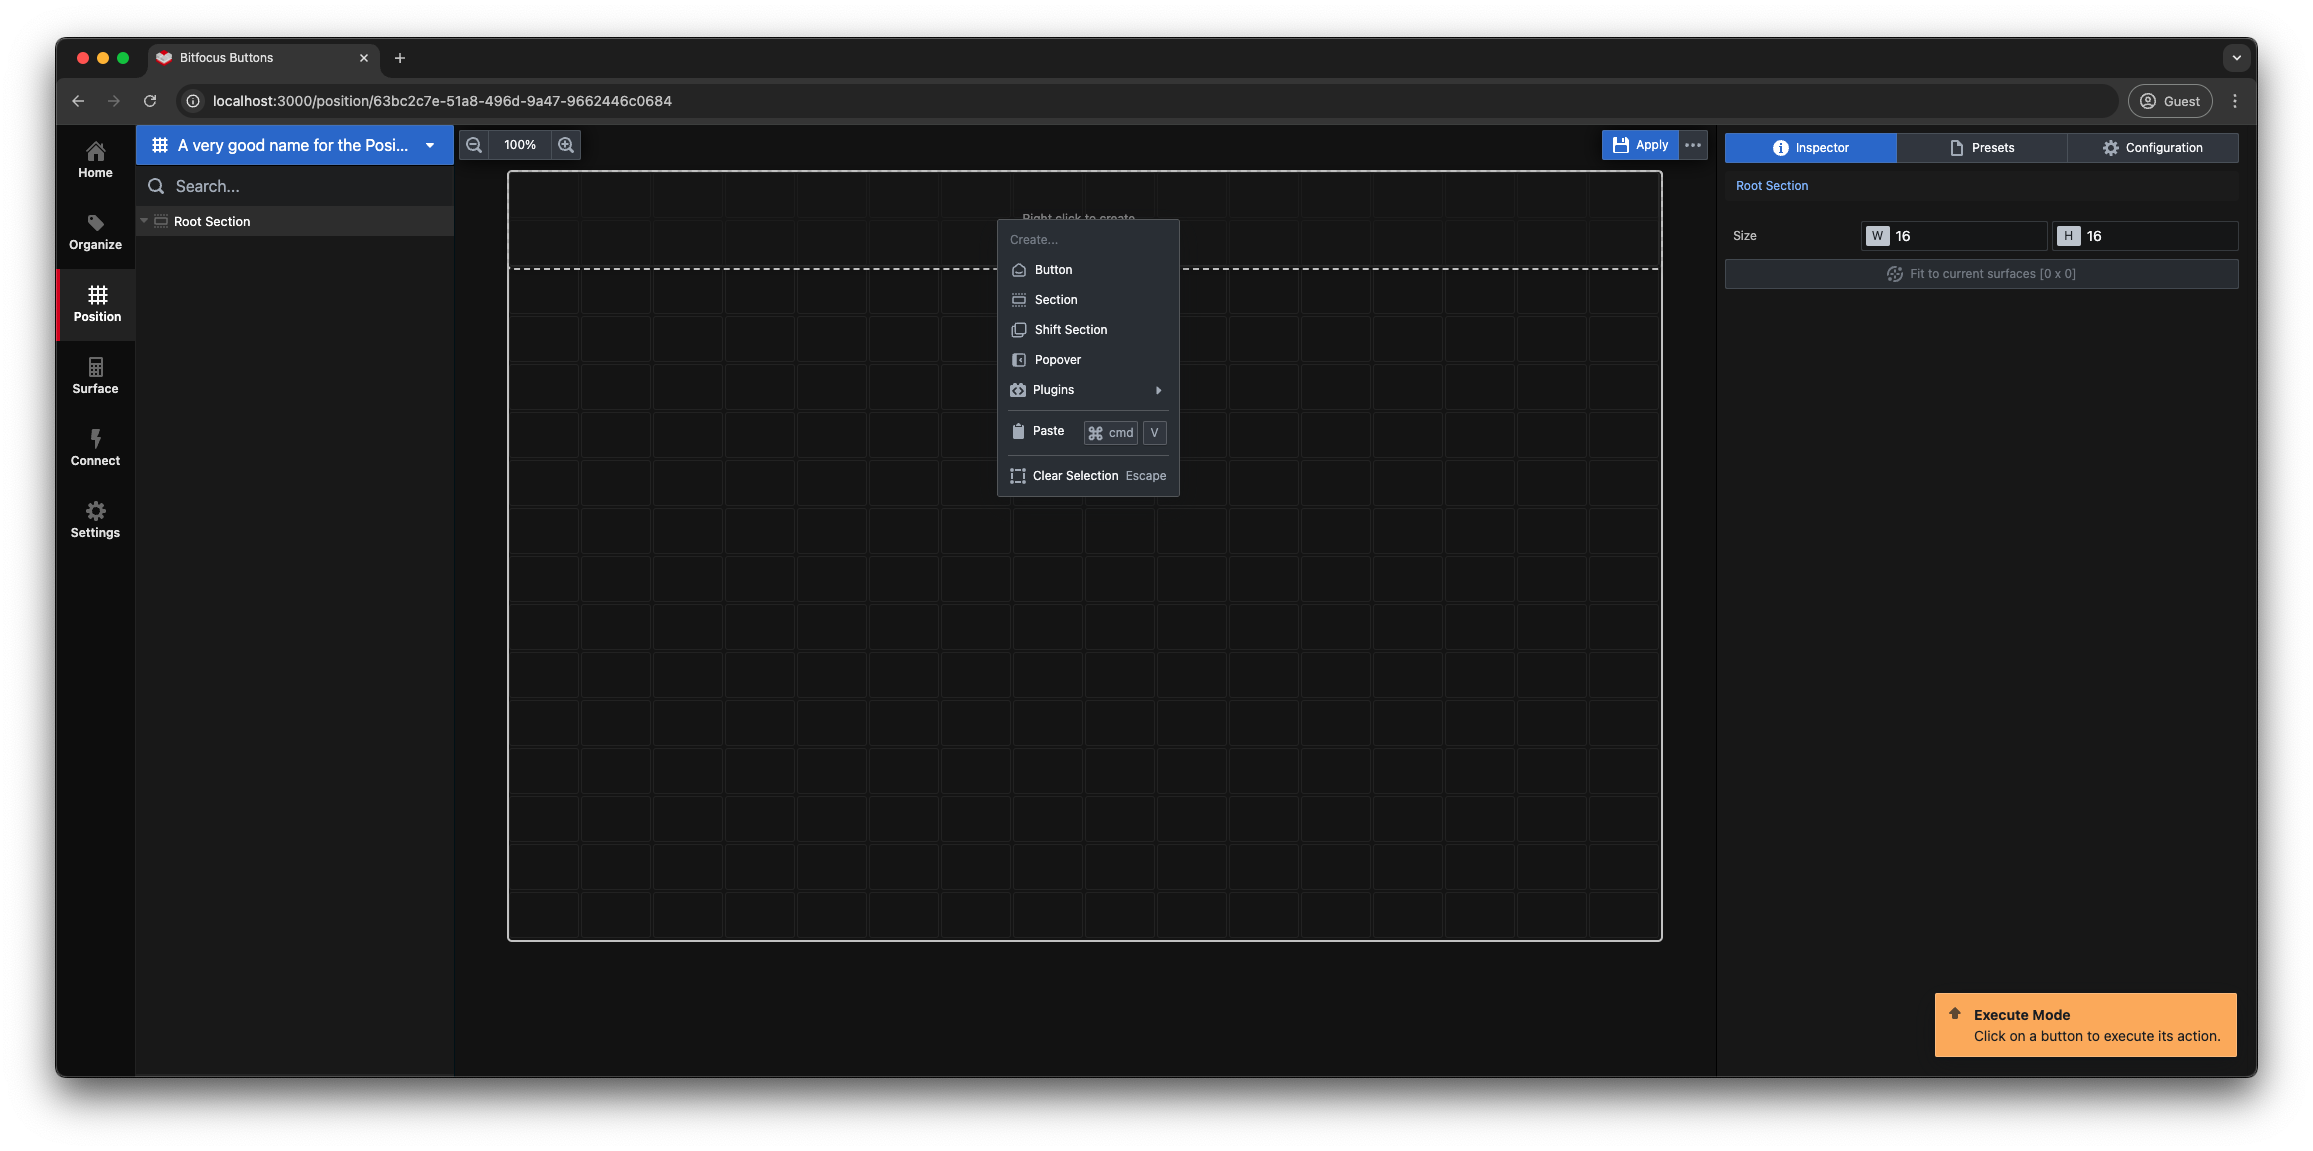 Bitfocus Buttons
localhost:3000/position/63bc2c7e-51a8-496d-9a47-9662446c0684
Guest
Home
Organize
Position
Surface
Connect
Settings
A very good name for the Posi...
Search...
Root Section
100%
Apply
Right click to create
Create...
Button
Section
Shift Section
Popover
Plugins
Paste cmd V
Clear Selection Escape
Inspector
Presets
Configuration
Root Section
Size W 16 H 16
Fit to current surfaces [0 x 0]
Execute Mode
Click on a button to execute its action.